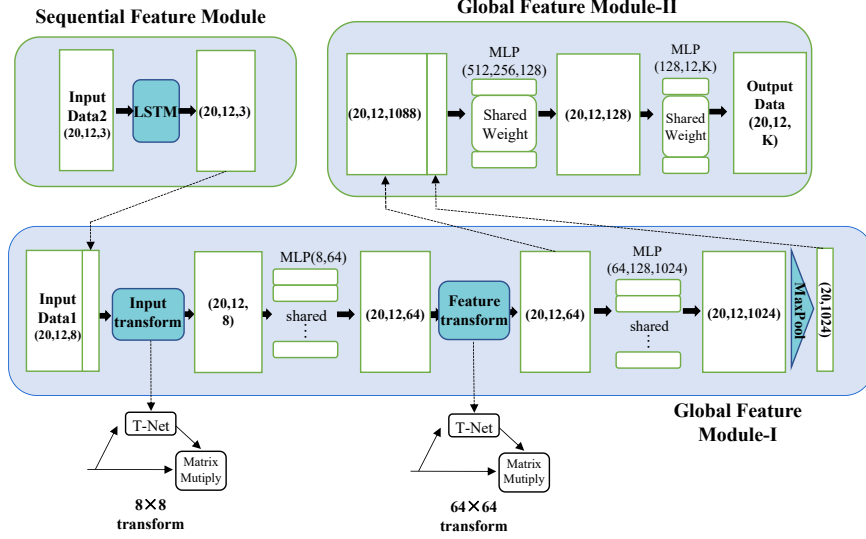 Sequential Feature Module
Global Feature Module-II
Input
Data2
(20,12,3)
LSTM
(20,12,3)
(20,12,1088)
MLP
(512,256,128)
Shared
Weight
(20,12,128)
MLP
(128,12,K)
Shared
Weight
Output
Data
(20,12,
K)
Input
Data1
(20,12,8)
Input
transform
(20,12,
8)
MLP(8,64)
shared
⋮
(20,12,64)
Feature
transform
(20,12,64)
MLP
(64,128,1024)
shared
⋮
(20,12,1024)
MaxPool
(20,1024)
Global Feature
Module-I
T-Net
Matrix
Mutiply
8×8
transform
T-Net
Matrix
Mutiply
64×64
transform